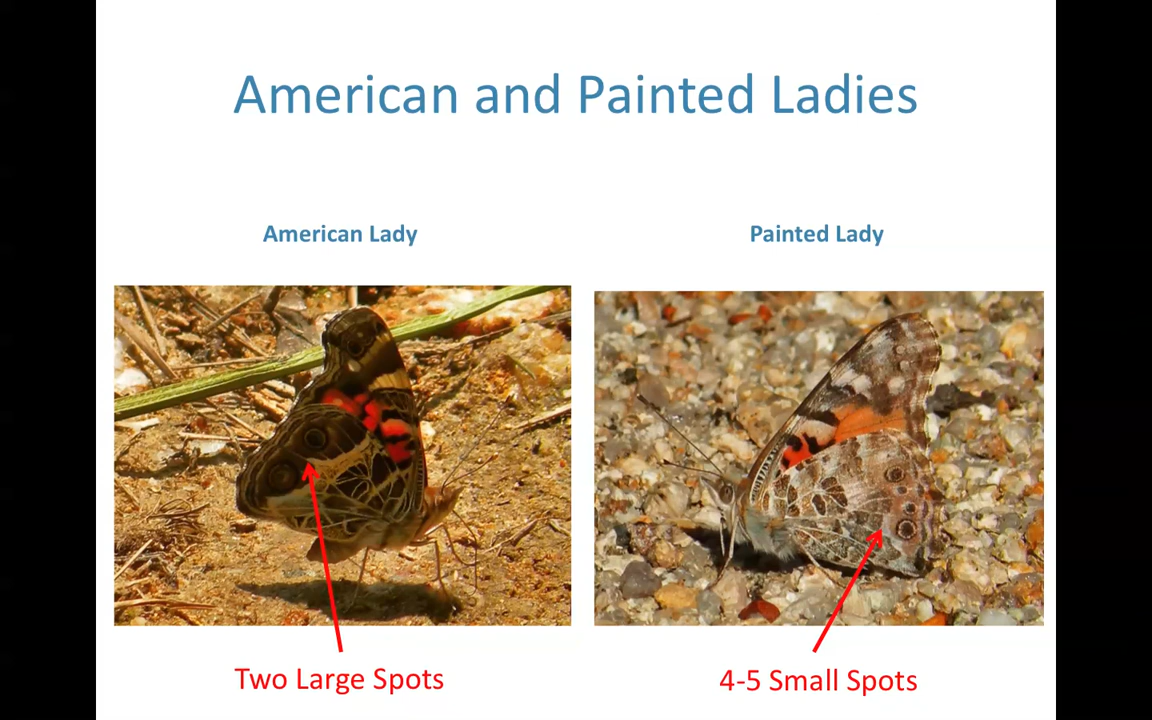 American and Painted Ladies
American Lady
Painted Lady
Two Large Spots
4-5 Small Spots